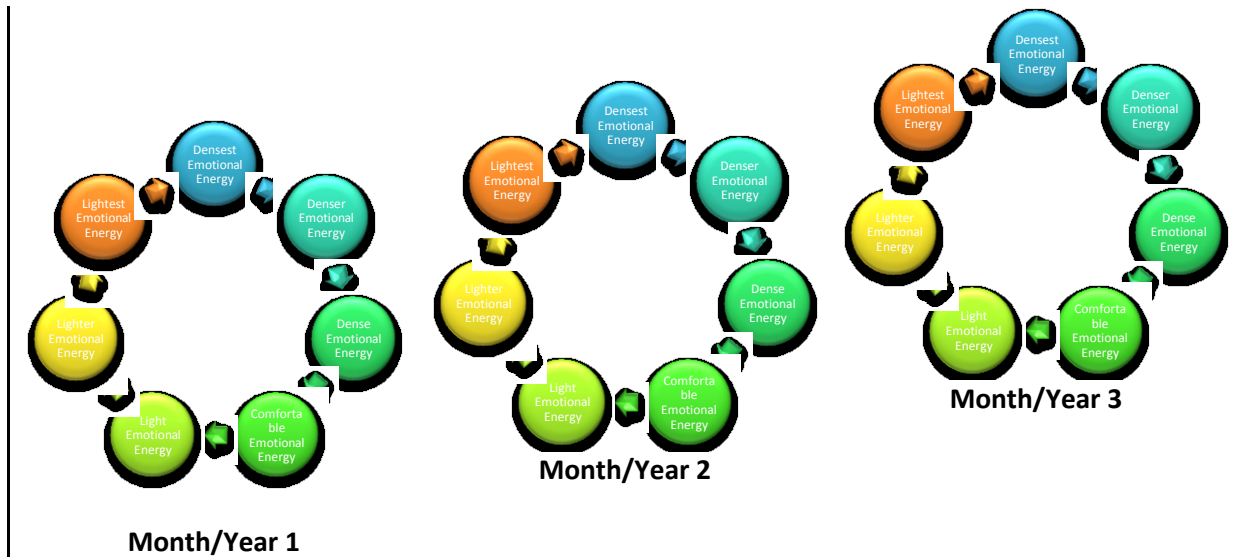 Densest
Emotional
Energy
Denser
Emotional
Energy
Dense
Emotional
Energy
Comforta
ble
Emotional
Energy
Light
Emotional
Energy
Lighter
Emotional
Energy
Lightest
Emotional
Energy
Month/Year 1
Densest
Emotional
Energy
Denser
Emotional
Energy
Dense
Emotional
Energy
Comforta
ble
Emotional
Energy
Light
Emotional
Energy
Lighter
Emotional
Energy
Lightest
Emotional
Energy
Month/Year 2
Densest
Emotional
Energy
Denser
Emotional
Energy
Dense
Emotional
Energy
Comforta
ble
Emotional
Energy
Light
Emotional
Energy
Lighter
Emotional
Energy
Lightest
Emotional
Energy
Month/Year 3